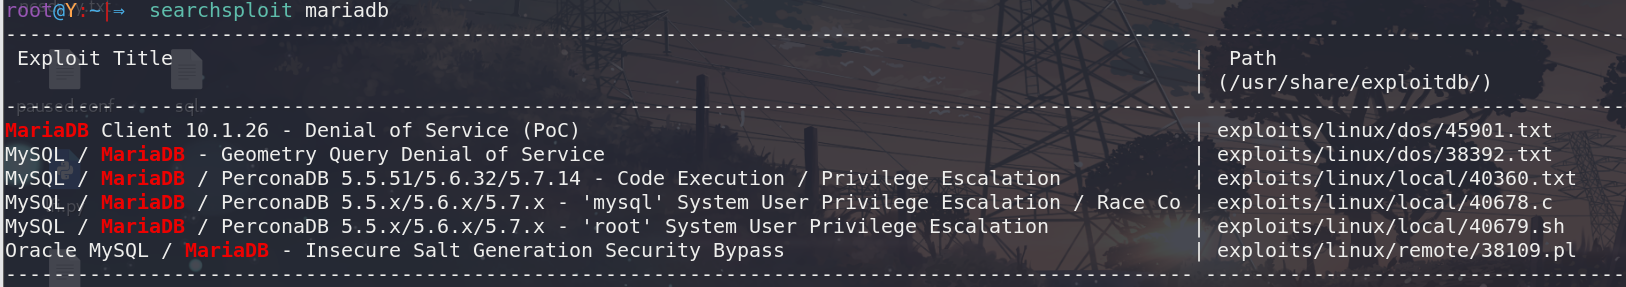 root@Y:~|⇒  searchsploit mariadb
Exploit Title | Path
| (/usr/share/exploitdb/)
paused.conf sql
MariaDB Client 10.1.26 - Denial of Service (PoC) | exploits/linux/dos/45901.txt
MySQL / MariaDB - Geometry Query Denial of Service | exploits/linux/dos/38392.txt
MySQL / MariaDB / PerconaDB 5.5.51/5.6.32/5.7.14 - Code Execution / Privilege Escalation | exploits/linux/local/40360.txt
MySQL / MariaDB / PerconaDB 5.5.x/5.6.x/5.7.x - 'mysql' System User Privilege Escalation / Race Co | exploits/linux/local/40678.c
MySQL / MariaDB / PerconaDB 5.5.x/5.6.x/5.7.x - 'root' System User Privilege Escalation | exploits/linux/local/40679.sh
Oracle MySQL / MariaDB - Insecure Salt Generation Security Bypass | exploits/linux/remote/38109.pl